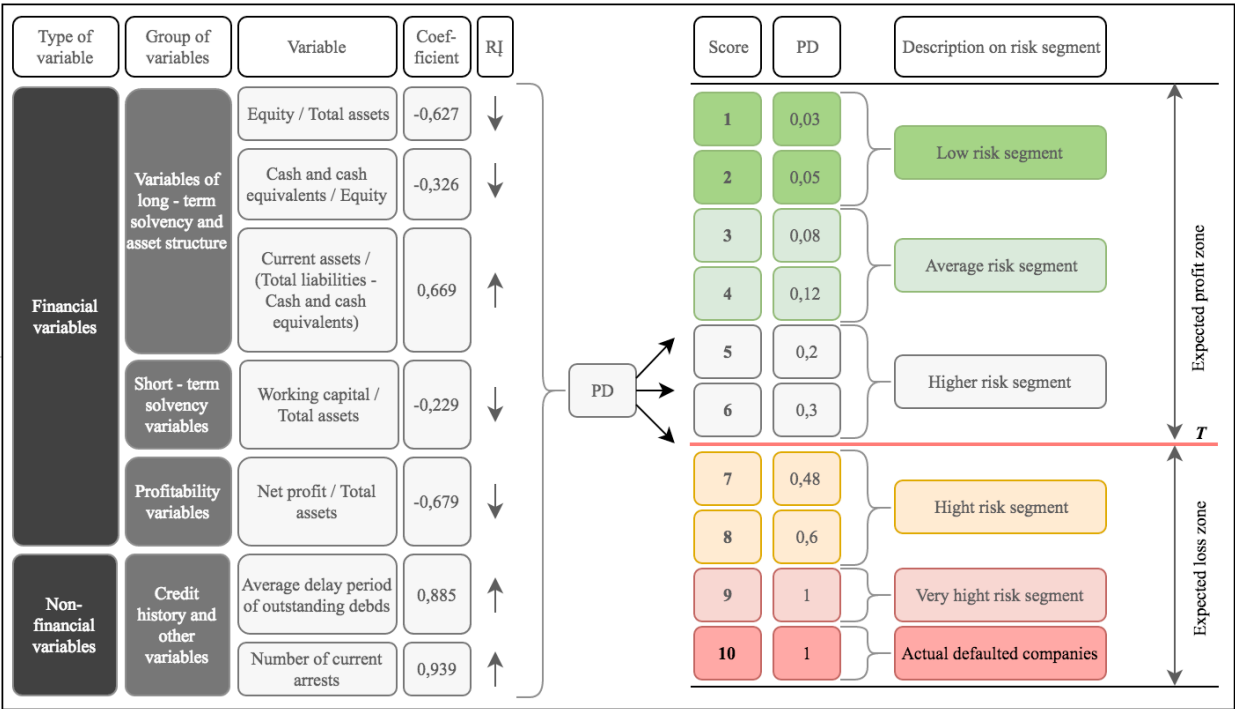 Type of
variable
Group of
variables
Variable
Coef-
ficient
RĮ
Score
PD
Description on risk segment
Financial
variables
Variables of
long - term
solvency and
asset structure
Equity / Total assets
-0,627
Cash and cash
equivalents / Equity
-0,326
Current assets /
(Total liabilities -
Cash and cash
equivalents)
0,669
Short - term
solvency
variables
Working capital /
Total assets
-0,229
Profitability
variables
Net profit / Total
assets
-0,679
Non-
financial
variables
Credit
history and
other
variables
Average delay period
of outstanding debds
0,885
Number of current
arrests
0,939
PD
1
0,03
2
0,05
Low risk segment
3
0,08
4
0,12
Average risk segment
5
0,2
6
0,3
Higher risk segment
Expected profit zone
T
7
0,48
8
0,6
Hight risk segment
9
1
Very hight risk segment
10
1
Actual defaulted companies
Expected loss zone